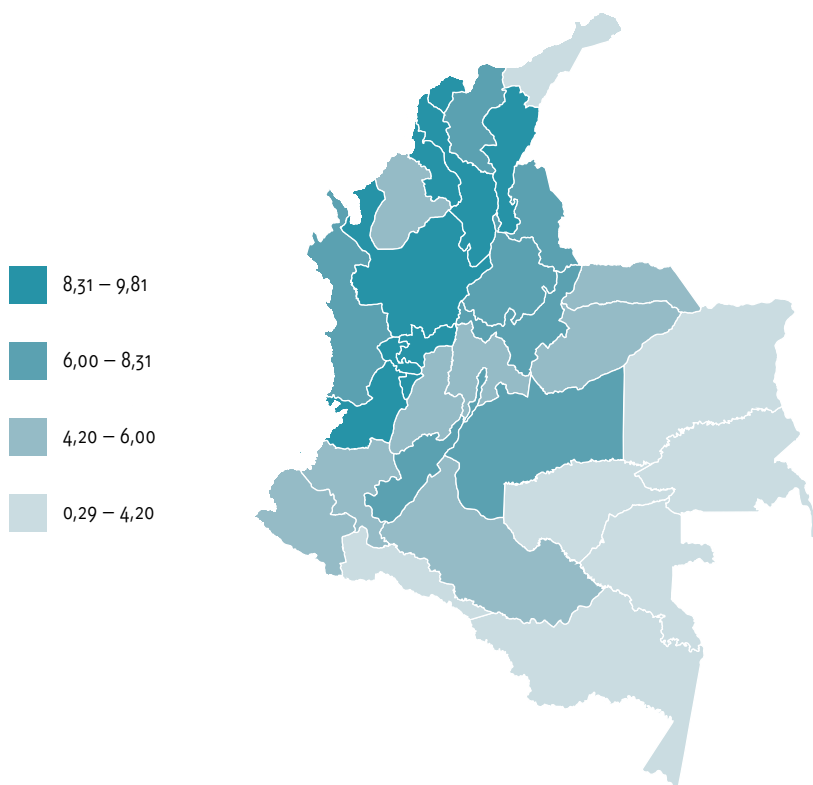 8,31 – 9,81
6,00 – 8,31
4,20 – 6,00
0,29 – 4,20